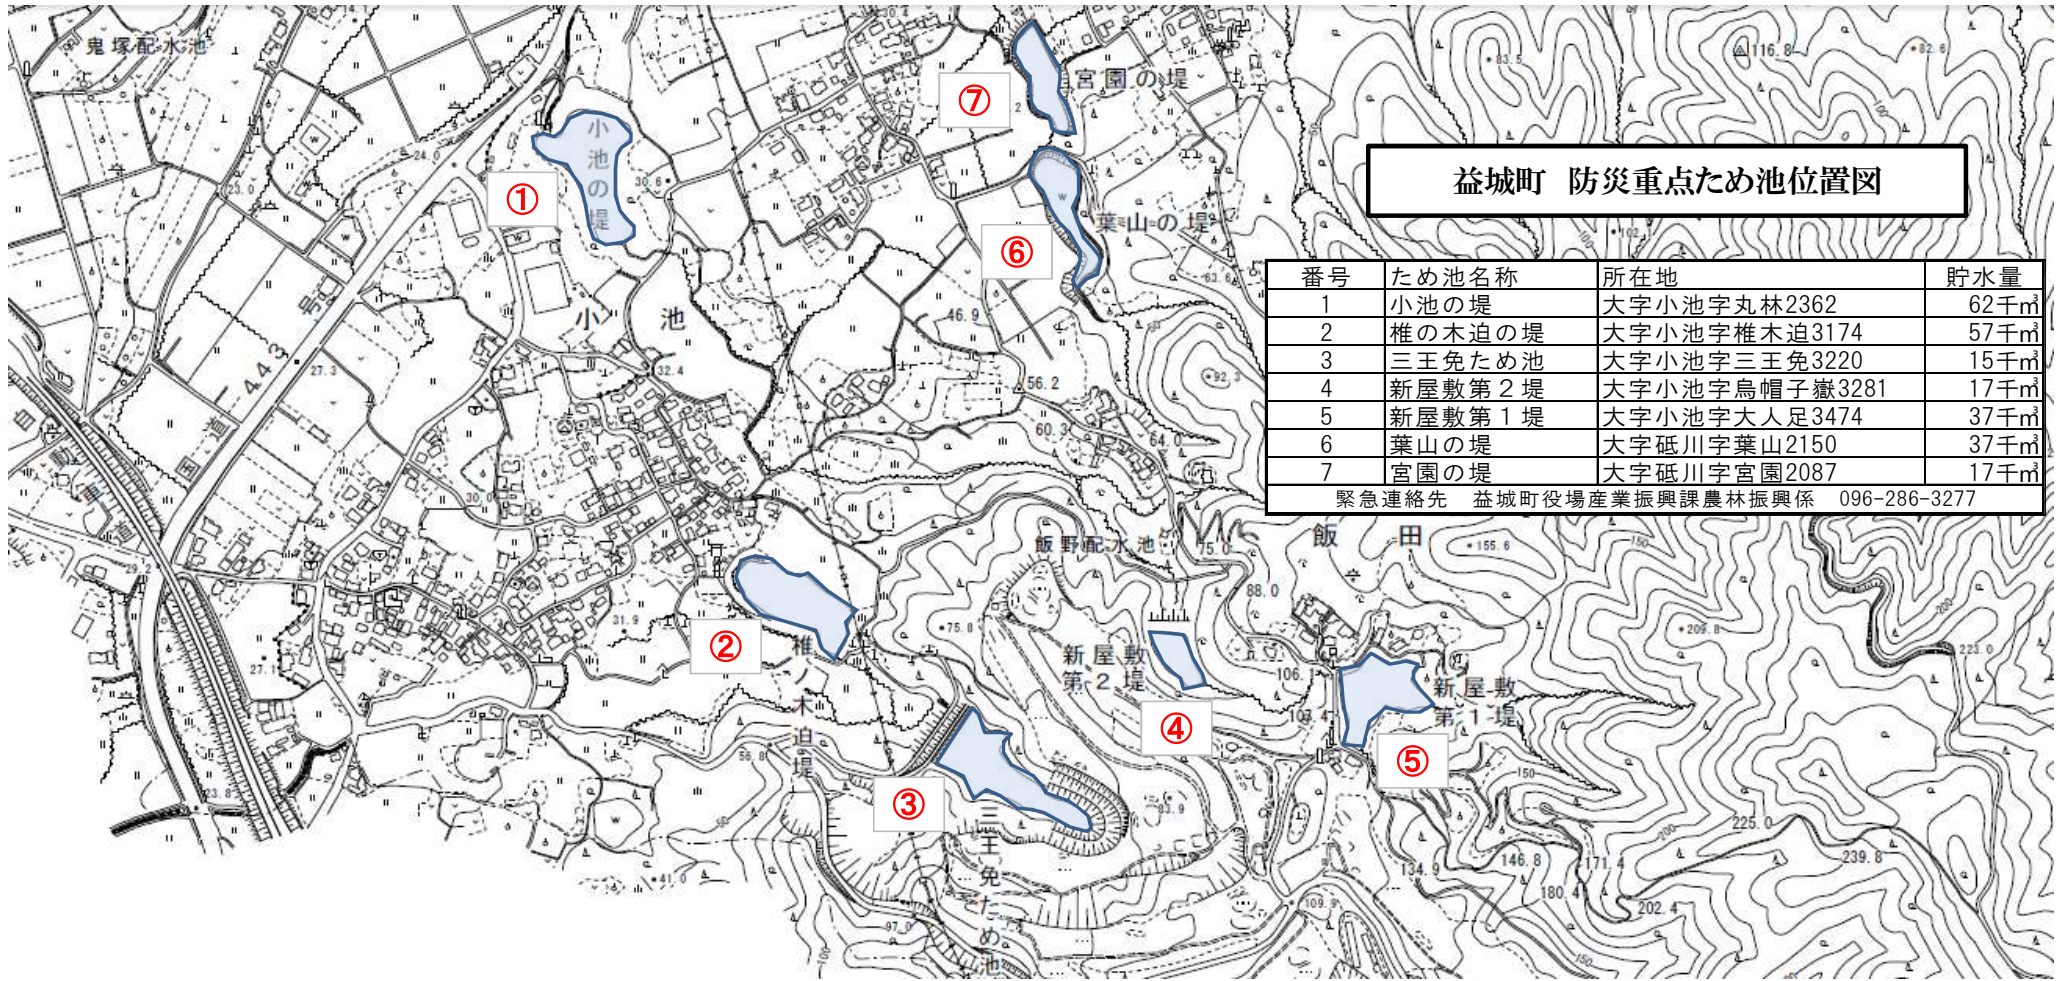 鬼塚配水池
宮園の堤
⑦
小池の堤
①
益城町 防災重点ため池位置図
葉山の堤
⑥
番号 ため池名称 所在地 貯水量
1 小池の堤 大字小池字丸林2362 62千㎥
2 椎の木迫の堤 大字小池字椎木迫3174 57千㎥
3 三王免ため池 大字小池字三王免3220 15千㎥
4 新屋敷第２堤 大字小池字烏帽子嶽3281 17千㎥
5 新屋敷第１堤 大字小池字大人足3474 37千㎥
6 葉山の堤 大字砥川字葉山2150 37千㎥
7 宮園の堤 大字砥川字宮園2087 17千㎥
緊急連絡先 益城町役場産業振興課農林振興係 096-286-3277
小池
国道443号
自動車道
飯野配水池
飯田
②
椎ノ木迫堤
新屋敷
第2堤
④
新屋敷
第1堤
⑤
③
三王免ため池
116.8
82.6
83.5
102
24.0
23.0
30.6
63.6
46.9
92.3
27.3
32.4
56.2
60.3
64.0
30.0
75.0
155.6
29.2
88.0
31.9
75.8
209.8
223.0
27.1
106.1
103.4
56.8
23.8
93.9
225.0
239.8
146.8
171.4
134.9
180.4
202.4
41.0
97.0
109.9
100
150
200